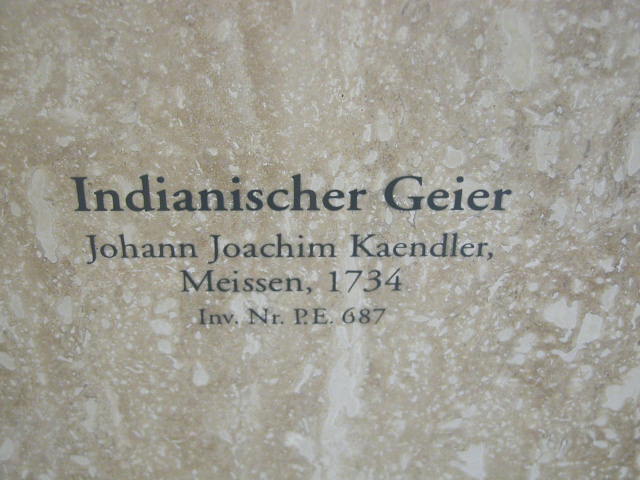 Indianischer Geier
Johann Joachim Kaendler,
Meissen, 1734
Inv. Nr. P.E. 687